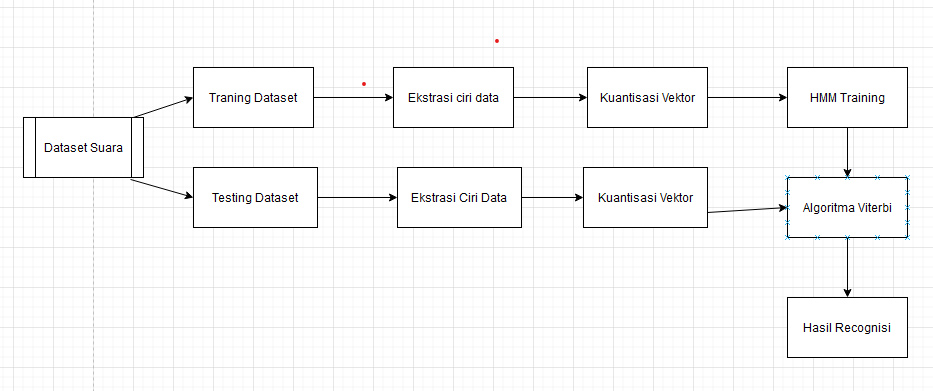 Traning Dataset
Ekstrasi ciri data
Kuantisasi Vektor
HMM Training
Dataset Suara
Testing Dataset
Ekstrasi Ciri Data
Kuantisasi Vektor
Algoritma Viterbi
Hasil Recognisi